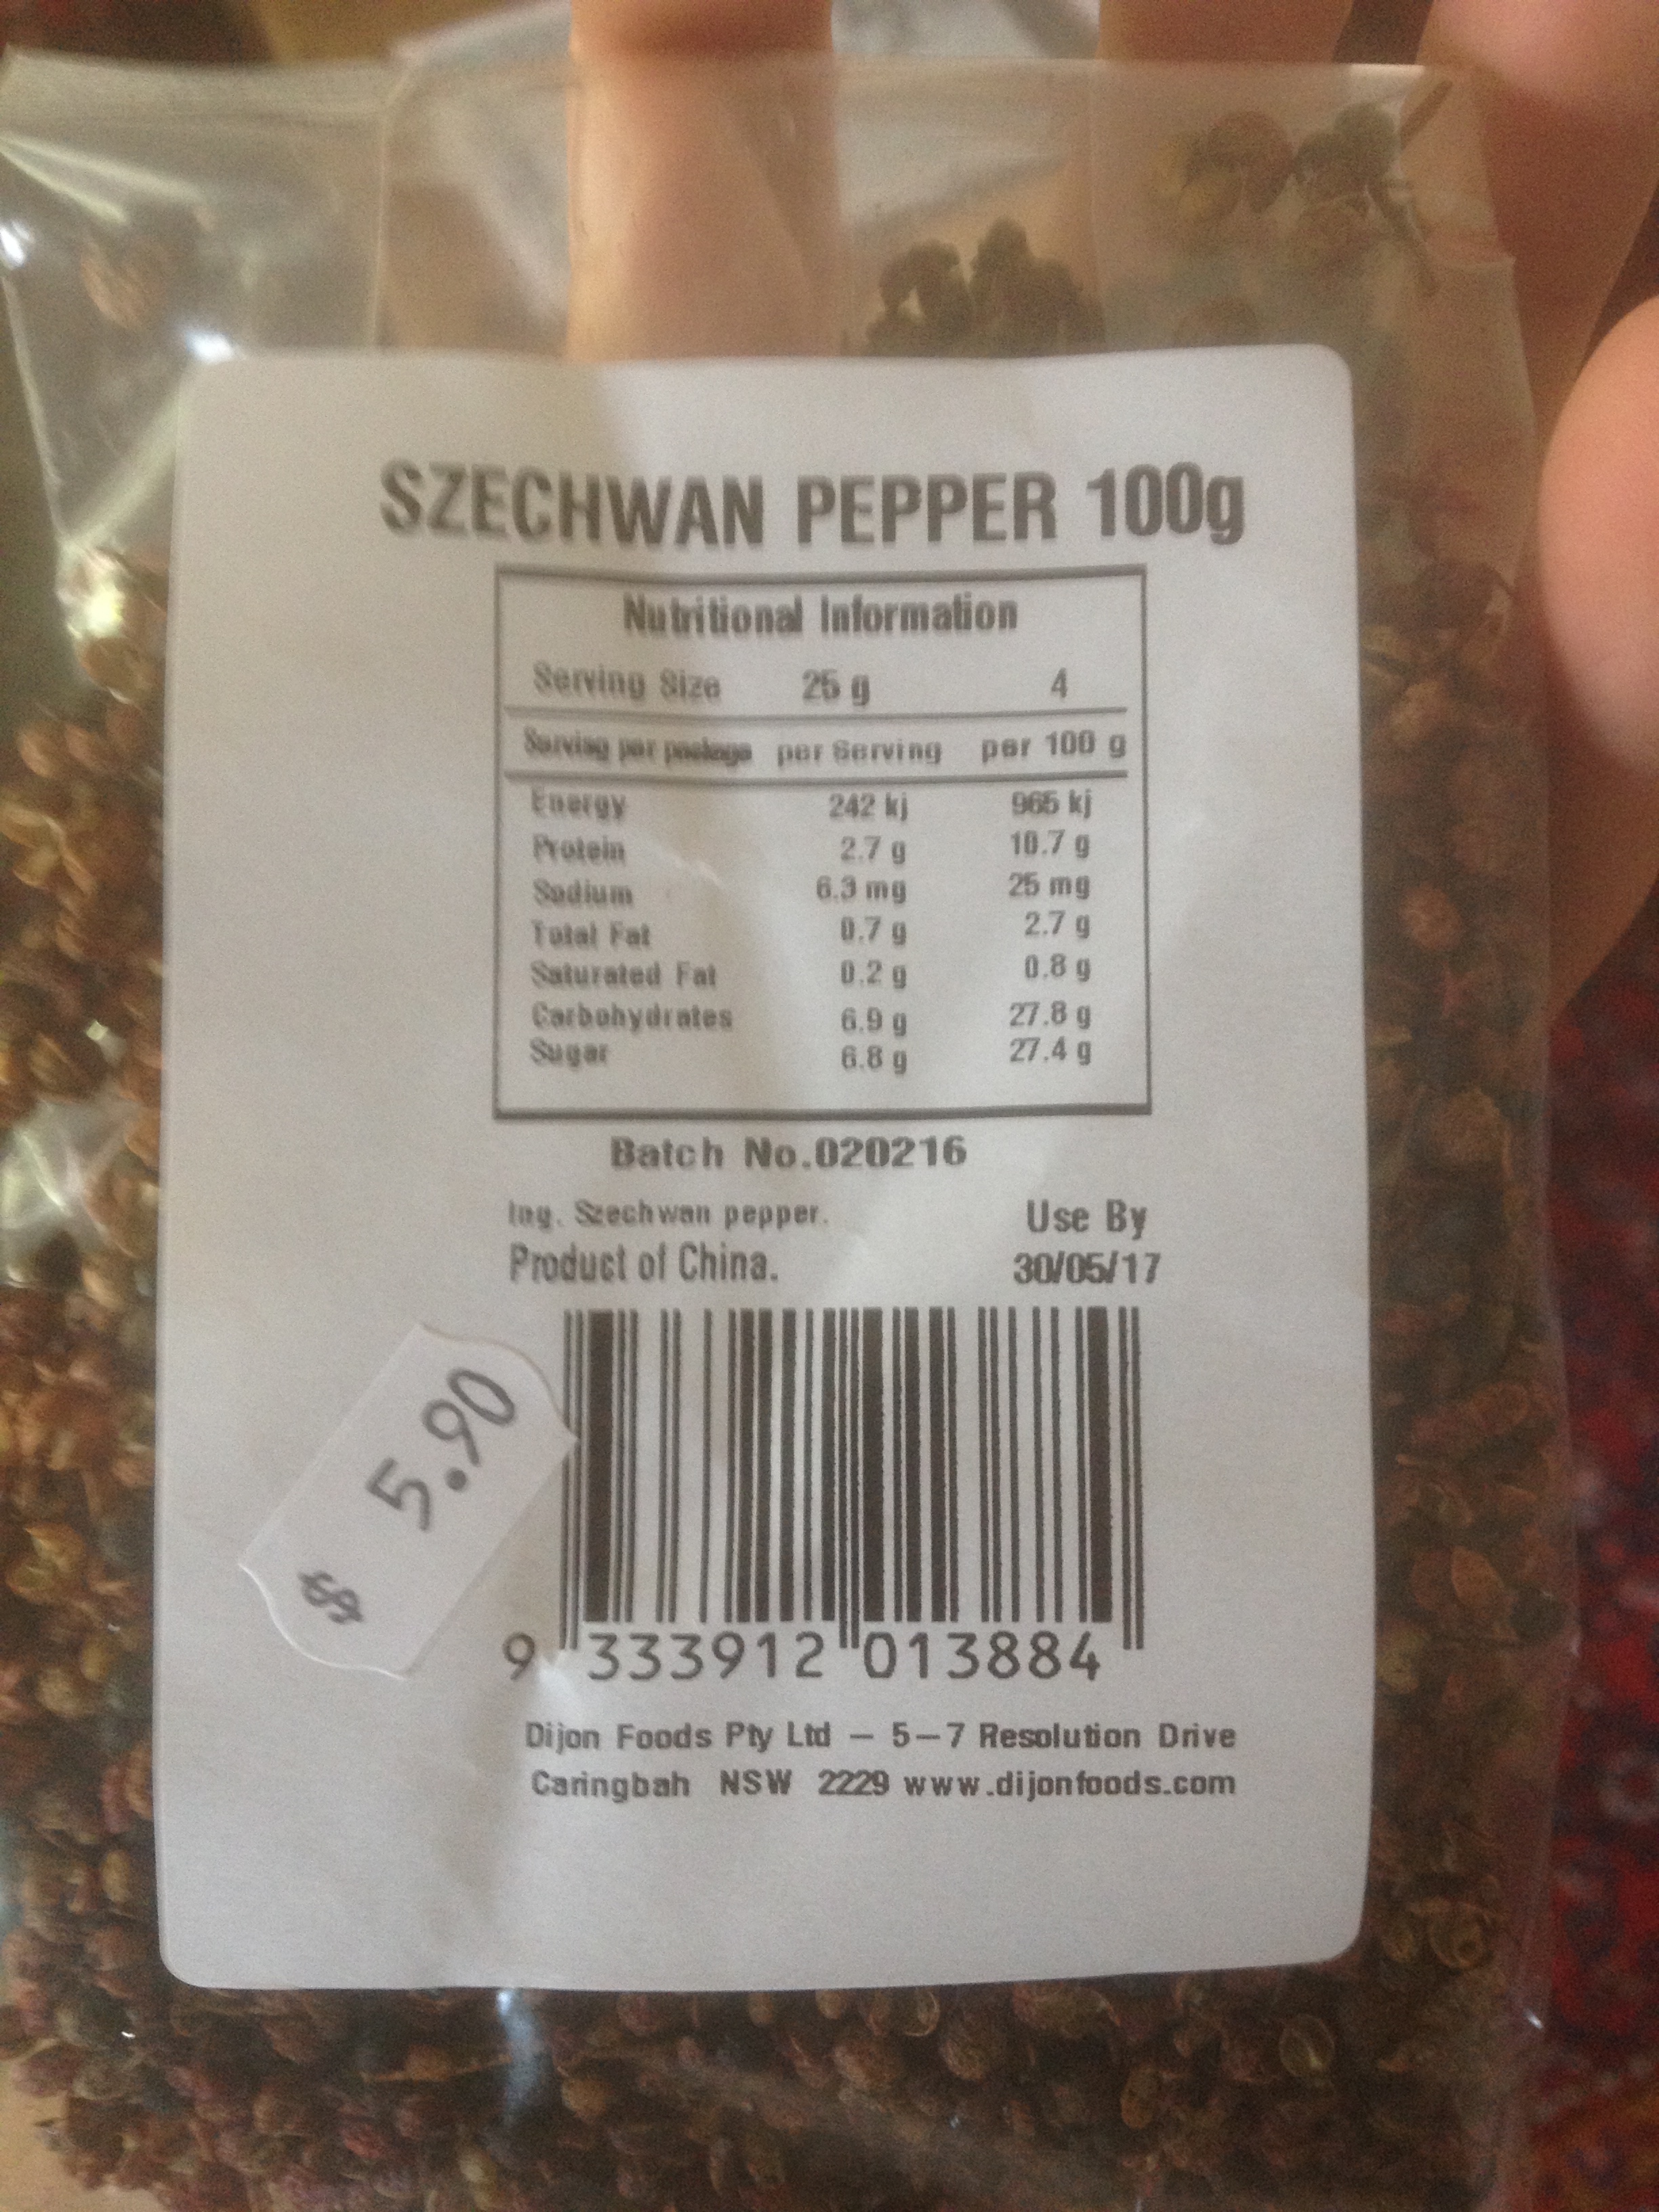 SZECHWAN PEPPER 100g
Nutritional Information
Serving Size 25 g 4
Serving per package per Serving per 100 g
Energy 242 kj 965 kj
Protein 2.7 g 10.7 g
Sodium 6.3 mg 25 mg
Total Fat 0.7 g 2.7 g
Saturated Fat 0.2 g 0.8 g
Carbohydrates 6.9 g 27.8 g
Sugar 6.8 g 27.4 g
Batch No.020216
Ing. Szechwan pepper. Use By
Product of China. 30/05/17
$ 5.90
9 333912 013884
Dijon Foods Pty Ltd – 5–7 Resolution Drive
Caringbah NSW 2229 www.dijonfoods.com